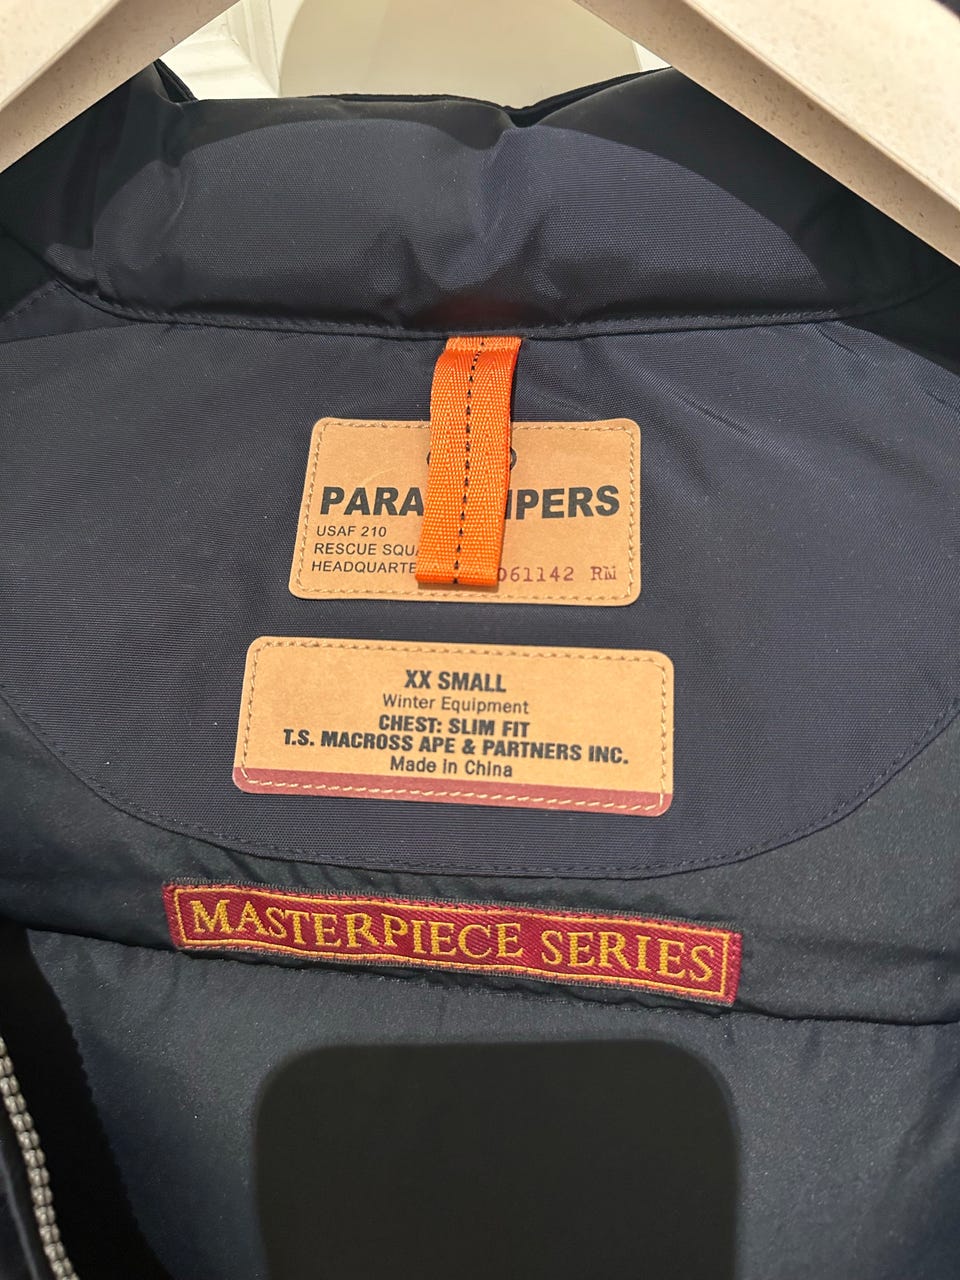 PARA IPERS
USAF 210
RESCUE SQUA
HEADQUARTE 061142 RM
XX SMALL
Winter Equipment
CHEST: SLIM FIT
T.S. MACROSS APE & PARTNERS INC.
Made in China
MASTERPIECE SERIES